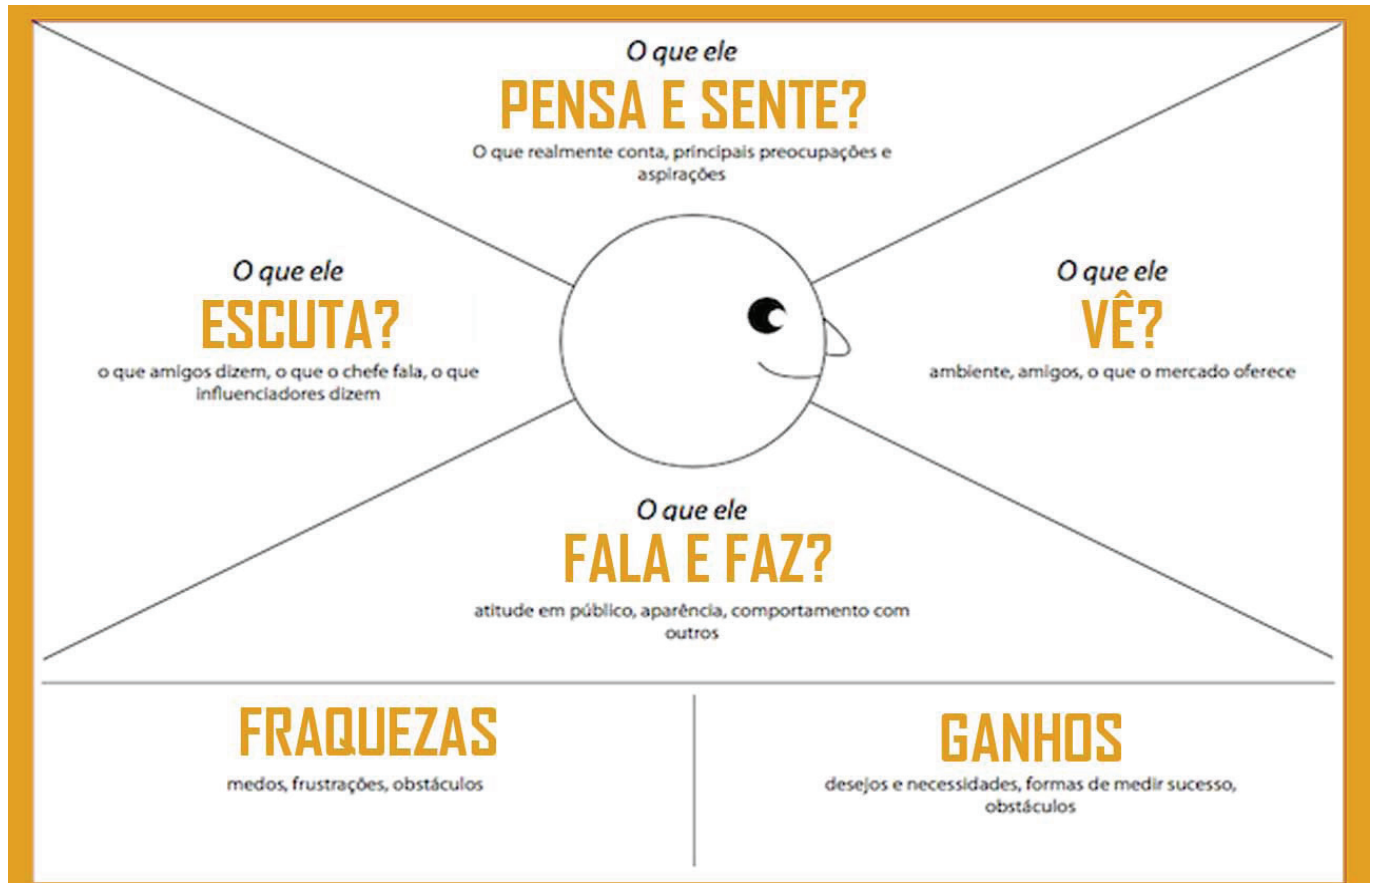 O que ele
PENSA E SENTE?
O que realmente conta, principais preocupações e
aspirações
O que ele
ESCUTA?
o que amigos dizem, o que o chefe fala, o que
influenciadores dizem
O que ele
VÊ?
ambiente, amigos, o que o mercado oferece
O que ele
FALA E FAZ?
atitude em público, aparência, comportamento com
outros
FRAQUEZAS
medos, frustrações, obstáculos
GANHOS
desejos e necessidades, formas de medir sucesso,
obstáculos